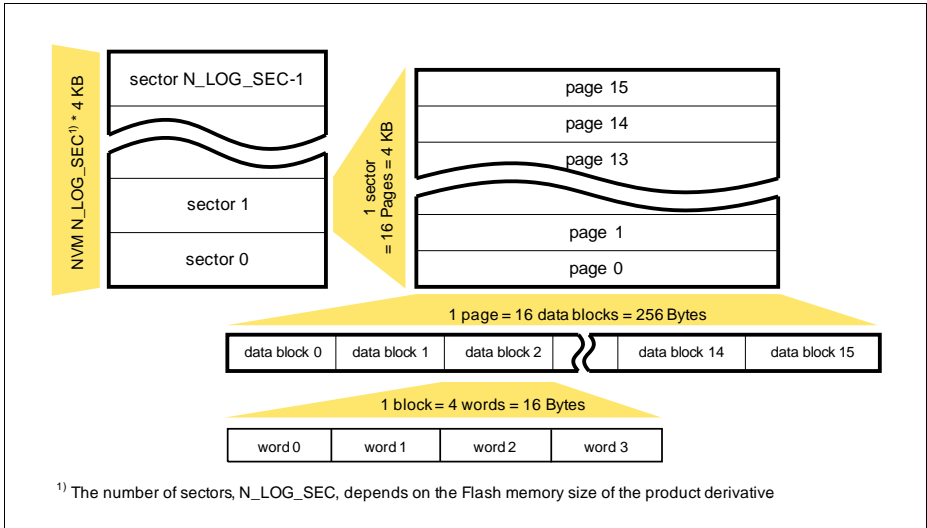 NVM N_LOG_SEC1) * 4 KB
sector N_LOG_SEC-1
sector 1
sector 0
1 sector
= 16 Pages = 4 KB
page 15
page 14
page 13
page 1
page 0
1 page = 16 data blocks = 256 Bytes
data block 0 data block 1 data block 2 data block 14 data block 15
1 block = 4 words = 16 Bytes
word 0 word 1 word 2 word 3
1) The number of sectors, N_LOG_SEC, depends on the Flash memory size of the product derivative